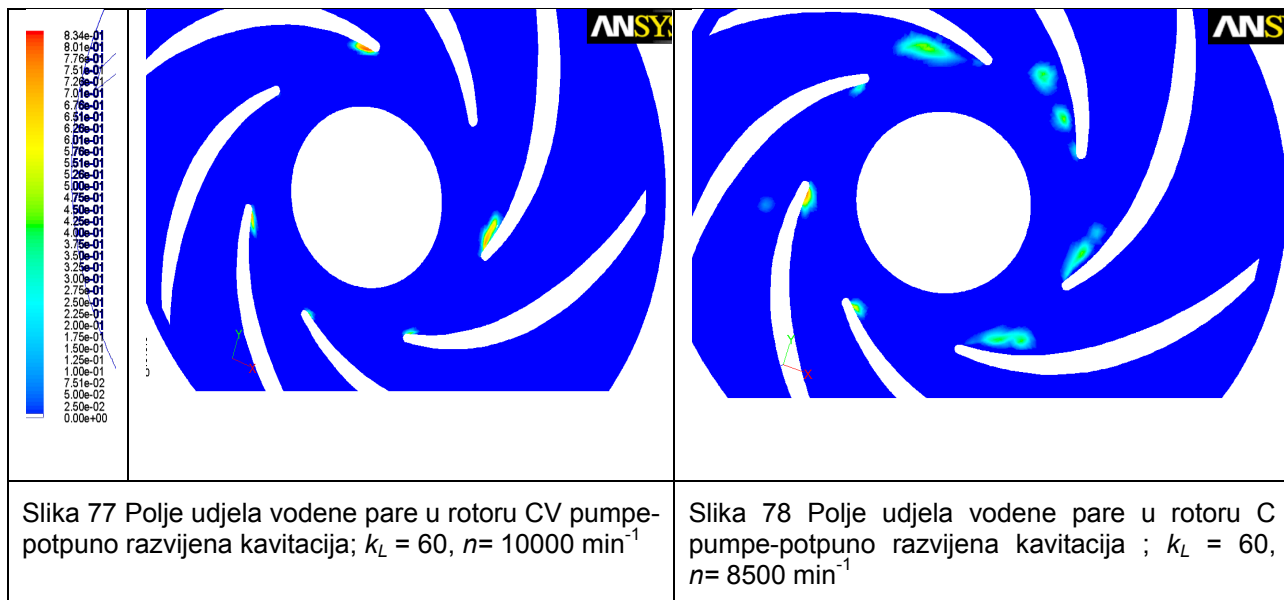 8.34e-01
8.01e-01
7.76e-01
7.51e-01
7.26e-01
7.01e-01
6.76e-01
6.51e-01
6.26e-01
6.01e-01
5.76e-01
5.51e-01
5.26e-01
5.00e-01
4.75e-01
4.50e-01
4.25e-01
4.00e-01
3.75e-01
3.50e-01
3.25e-01
3.00e-01
2.75e-01
2.50e-01
2.25e-01
2.00e-01
1.75e-01
1.50e-01
1.25e-01
1.00e-01
7.51e-02
5.00e-02
2.50e-02
0.00e+00
ANSYS
Y
X
ANS
Y
X
Slika 77 Polje udjela vodene pare u rotoru CV pumpe-
potpuno razvijena kavitacija; k_L = 60, n= 10000 min⁻¹
Slika 78 Polje udjela vodene pare u rotoru C
pumpe-potpuno razvijena kavitacija ; k_L = 60,
n= 8500 min⁻¹